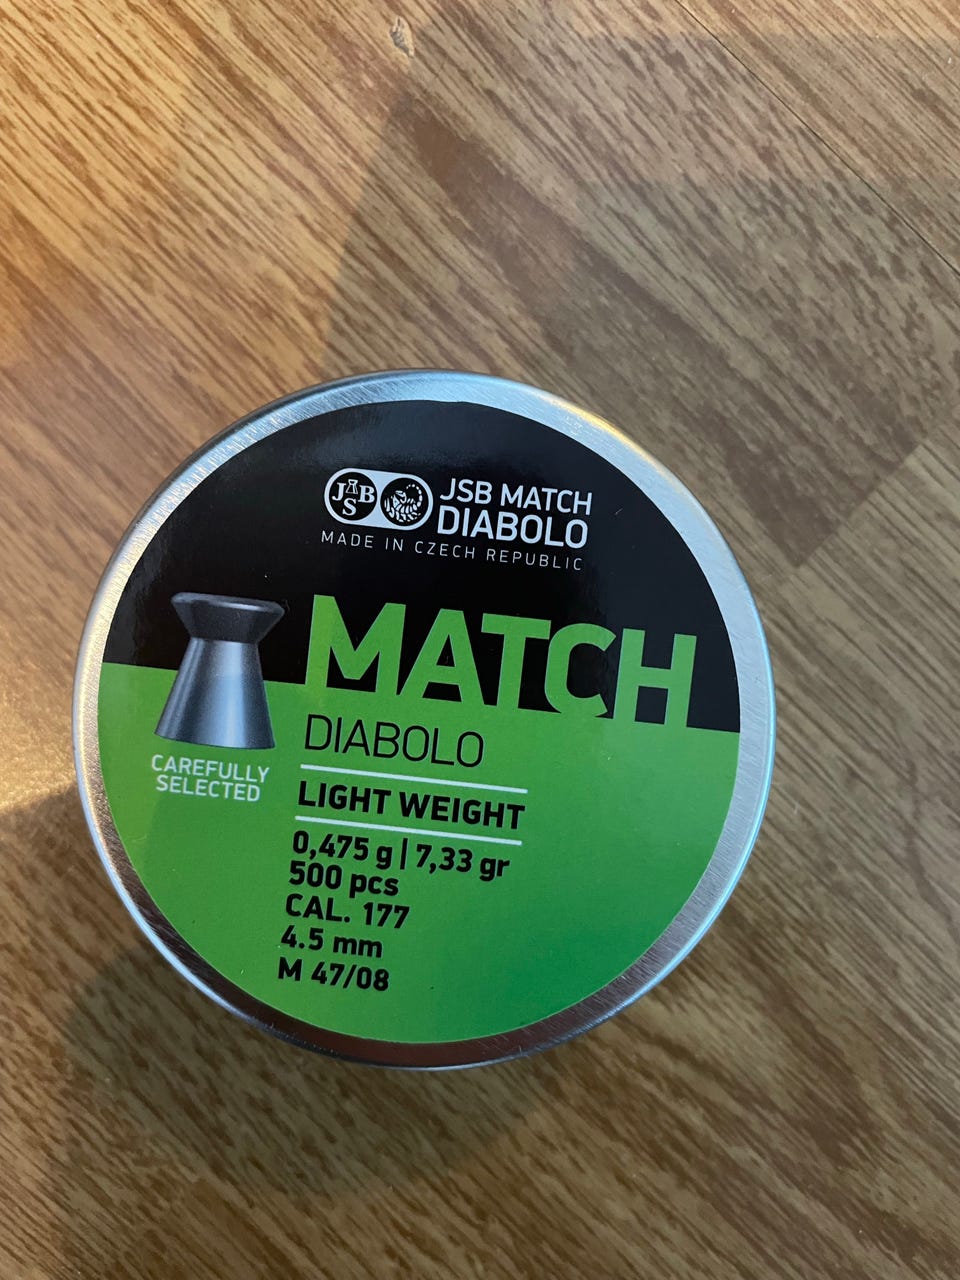 JSB
JSB MATCH
DIABOLO
MADE IN CZECH REPUBLIC
MATCH
DIABOLO
CAREFULLY
SELECTED
LIGHT WEIGHT
0,475 g | 7,33 gr
500 pcs
CAL. 177
4.5 mm
M 47/08